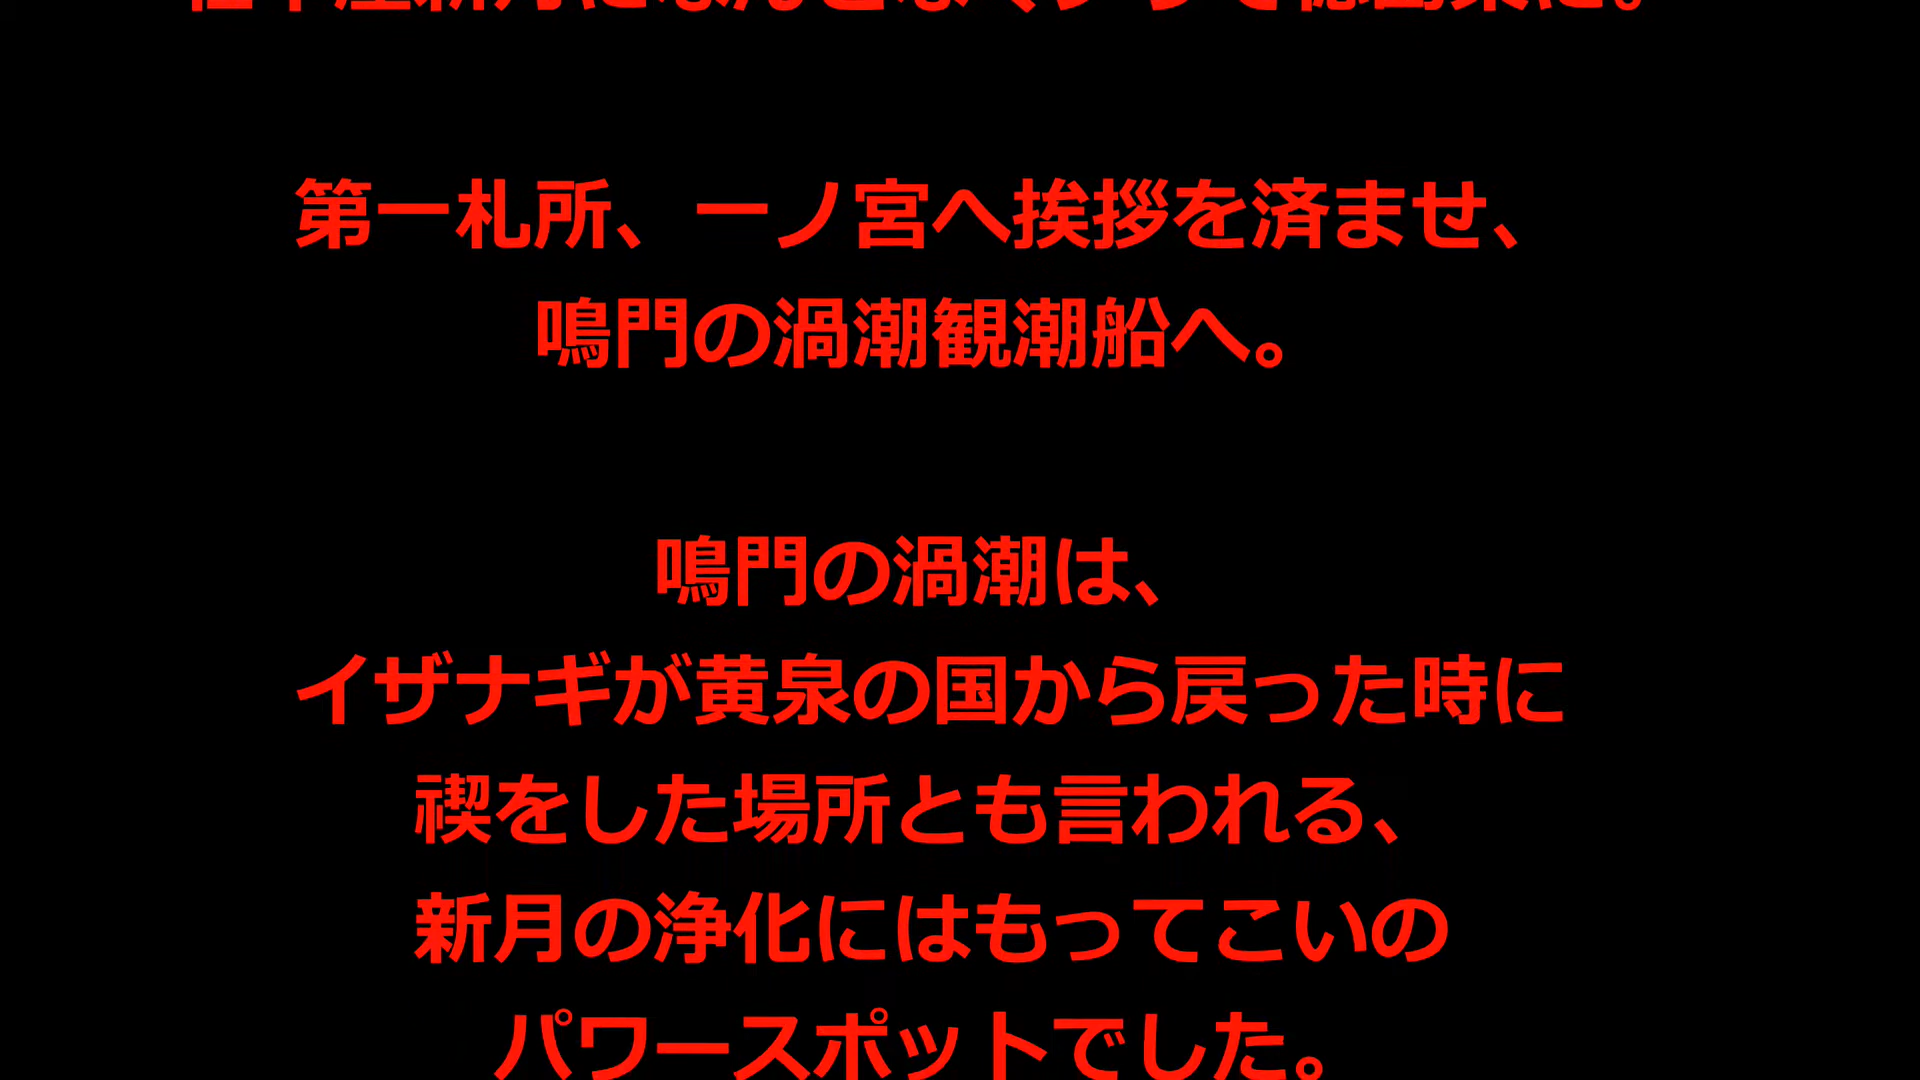 第一札所、一ノ宮へ挨拶を済ませ、
鳴門の渦潮観潮船へ。
鳴門の渦潮は、
イザナギが黄泉の国から戻った時に
禊をした場所とも言われる、
新月の浄化にはもってこいの
パワースポットでした。